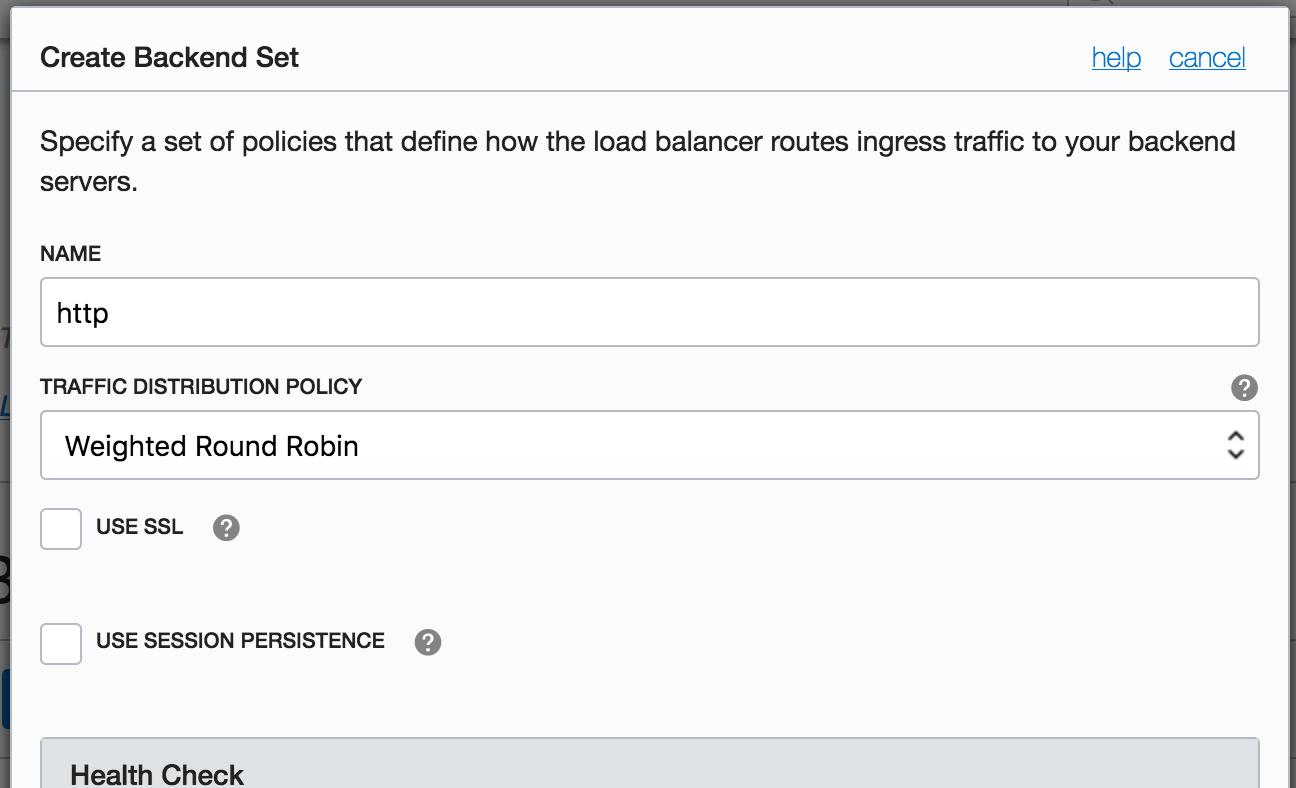 Create Backend Set
help cancel
Specify a set of policies that define how the load balancer routes ingress traffic to your backend
servers.
NAME
http
TRAFFIC DISTRIBUTION POLICY
Weighted Round Robin
USE SSL
USE SESSION PERSISTENCE
Health Check